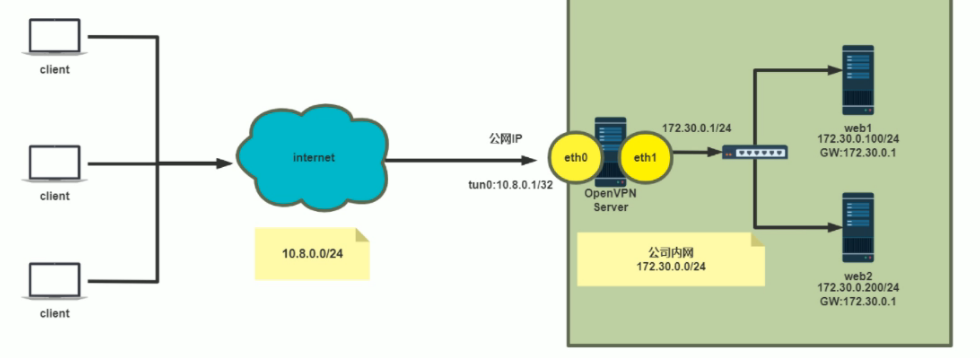 client
client
client
internet
10.8.0.0/24
公网IP
tun0:10.8.0.1/32
eth0
eth1
OpenVPN
Server
172.30.0.1/24
公司内网
172.30.0.0/24
web1
172.30.0.100/24
GW:172.30.0.1
web2
172.30.0.200/24
GW:172.30.0.1